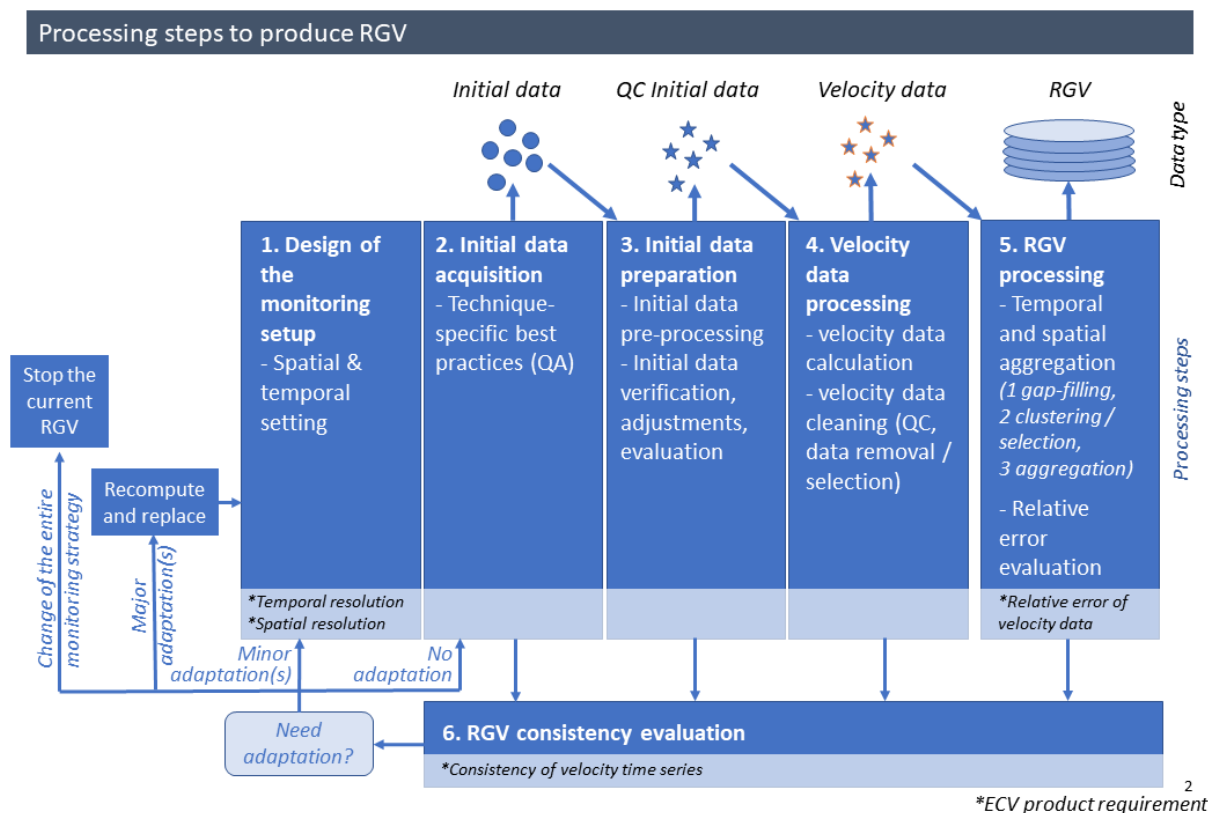 Processing steps to produce RGV
Initial data
QC Initial data
Velocity data
RGV
Data type
1. Design of
the
monitoring
setup
- Spatial &
temporal
setting
*Temporal resolution
*Spatial resolution
2. Initial data
acquisition
- Technique-
specific best
practices (QA)
3. Initial data
preparation
- Initial data
pre-processing
- Initial data
verification,
adjustments,
evaluation
4. Velocity
data
processing
- velocity data
calculation
- velocity data
cleaning (QC,
data removal /
selection)
5. RGV
processing
- Temporal
and spatial
aggregation
(1 gap-filling,
2 clustering /
selection,
3 aggregation)
- Relative
error
evaluation
*Relative error of
velocity data
Processing steps
Stop the
current
RGV
Recompute
and replace
Change of the entire
monitoring strategy
Major
adaptation(s)
Minor
adaptation(s)
No
adaptation
Need
adaptation?
6. RGV consistency evaluation
*Consistency of velocity time series
2
*ECV product requirement